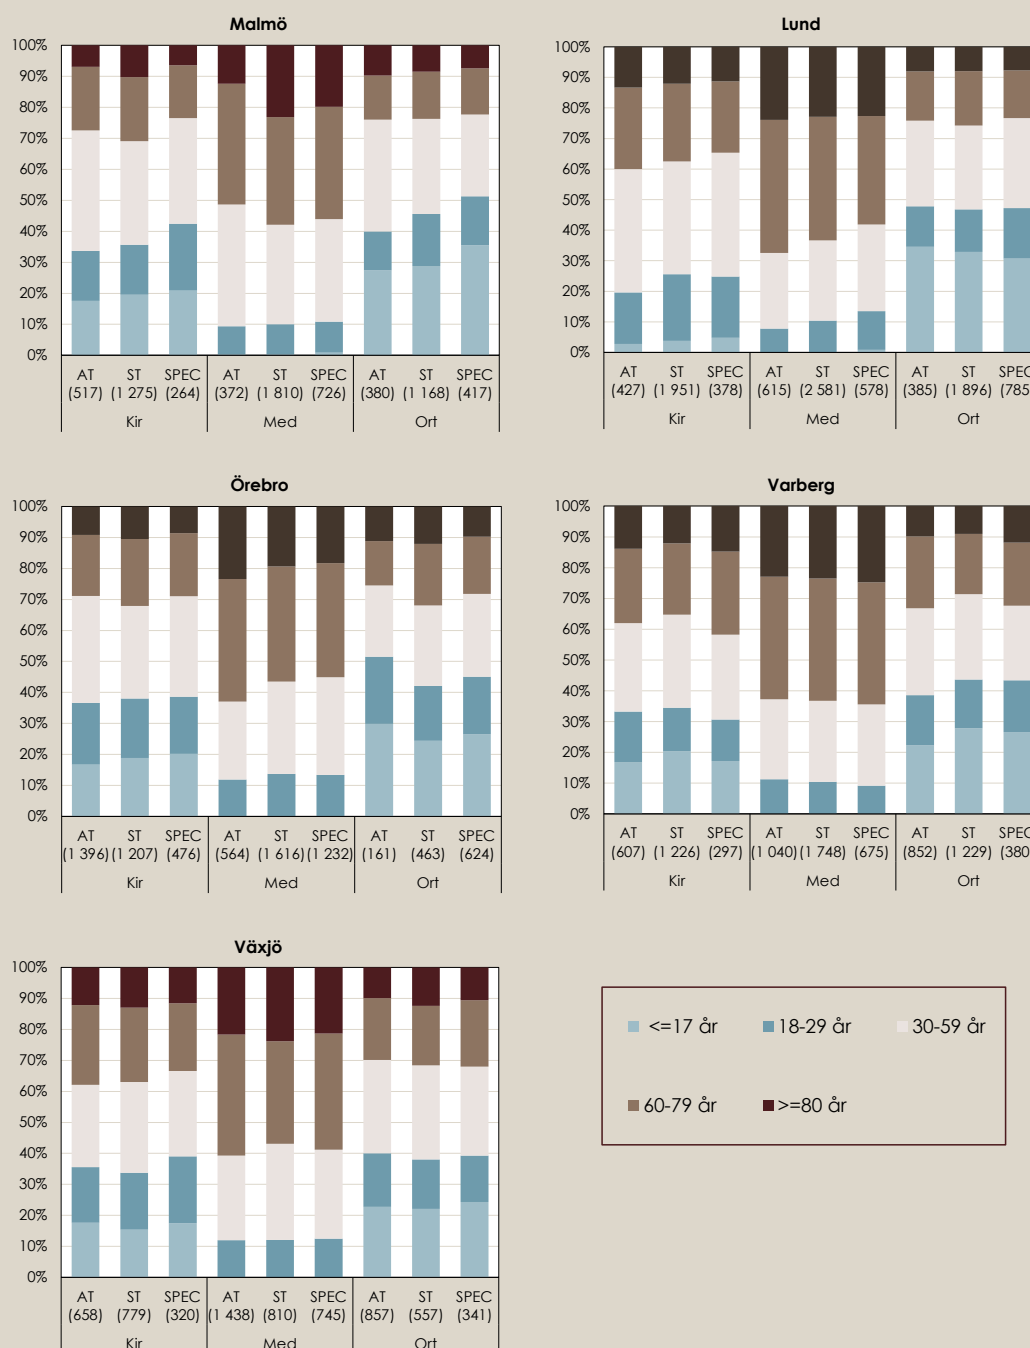 Malmö
100%
90%
80%
70%
60%
50%
40%
30%
20%
10%
0%
AT ST SPEC AT ST SPEC AT ST SPEC
(517) (1 275) (264) (372) (1 810) (726) (380) (1 168) (417)
Kir Med Ort
Lund
100%
90%
80%
70%
60%
50%
40%
30%
20%
10%
0%
AT ST SPEC AT ST SPEC AT ST SPEC
(427) (1 951) (378) (615) (2 581) (578) (385) (1 896) (785
Kir Med Ort
Örebro
100%
90%
80%
70%
60%
50%
40%
30%
20%
10%
0%
AT ST SPEC AT ST SPEC AT ST SPEC
(1 396) (1 207) (476) (564) (1 616) (1 232) (161) (463) (624)
Kir Med Ort
Varberg
100%
90%
80%
70%
60%
50%
40%
30%
20%
10%
0%
AT ST SPEC AT ST SPEC AT ST SPEC
(607) (1 226) (297) (1 040) (1 748) (675) (852) (1 229) (380
Kir Med Ort
Växjö
100%
90%
80%
70%
60%
50%
40%
30%
20%
10%
0%
AT ST SPEC AT ST SPEC AT ST SPEC
(658) (779) (320) (1 438) (810) (745) (857) (557) (341)
Kir Med Ort
<=17 år 18-29 år 30-59 år
60-79 år >=80 år